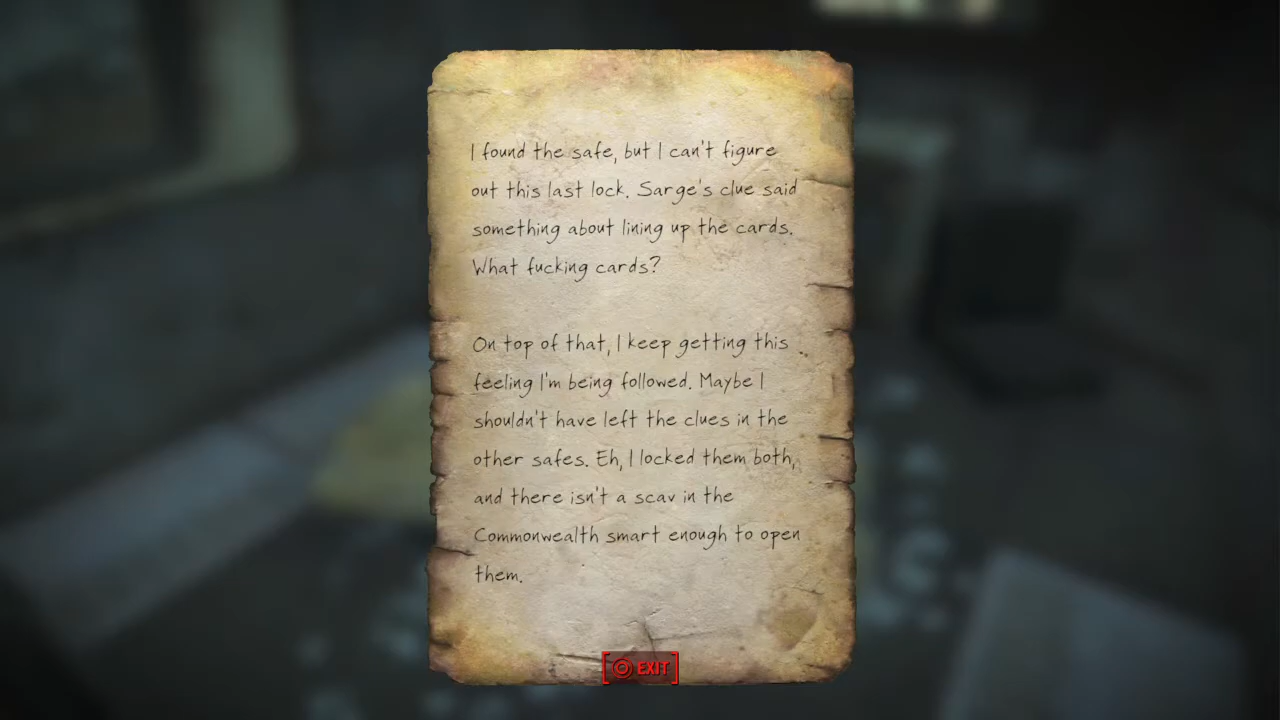 I found the safe, but I can't figure
out this last lock. Sarge's clue said
something about lining up the cards.
What fucking cards?
On top of that, I keep getting this
feeling I'm being followed. Maybe I
shouldn't have left the clues in the
other safes. Eh, I locked them both,
and there isn't a scav in the
Commonwealth smart enough to open
them.
EXIT